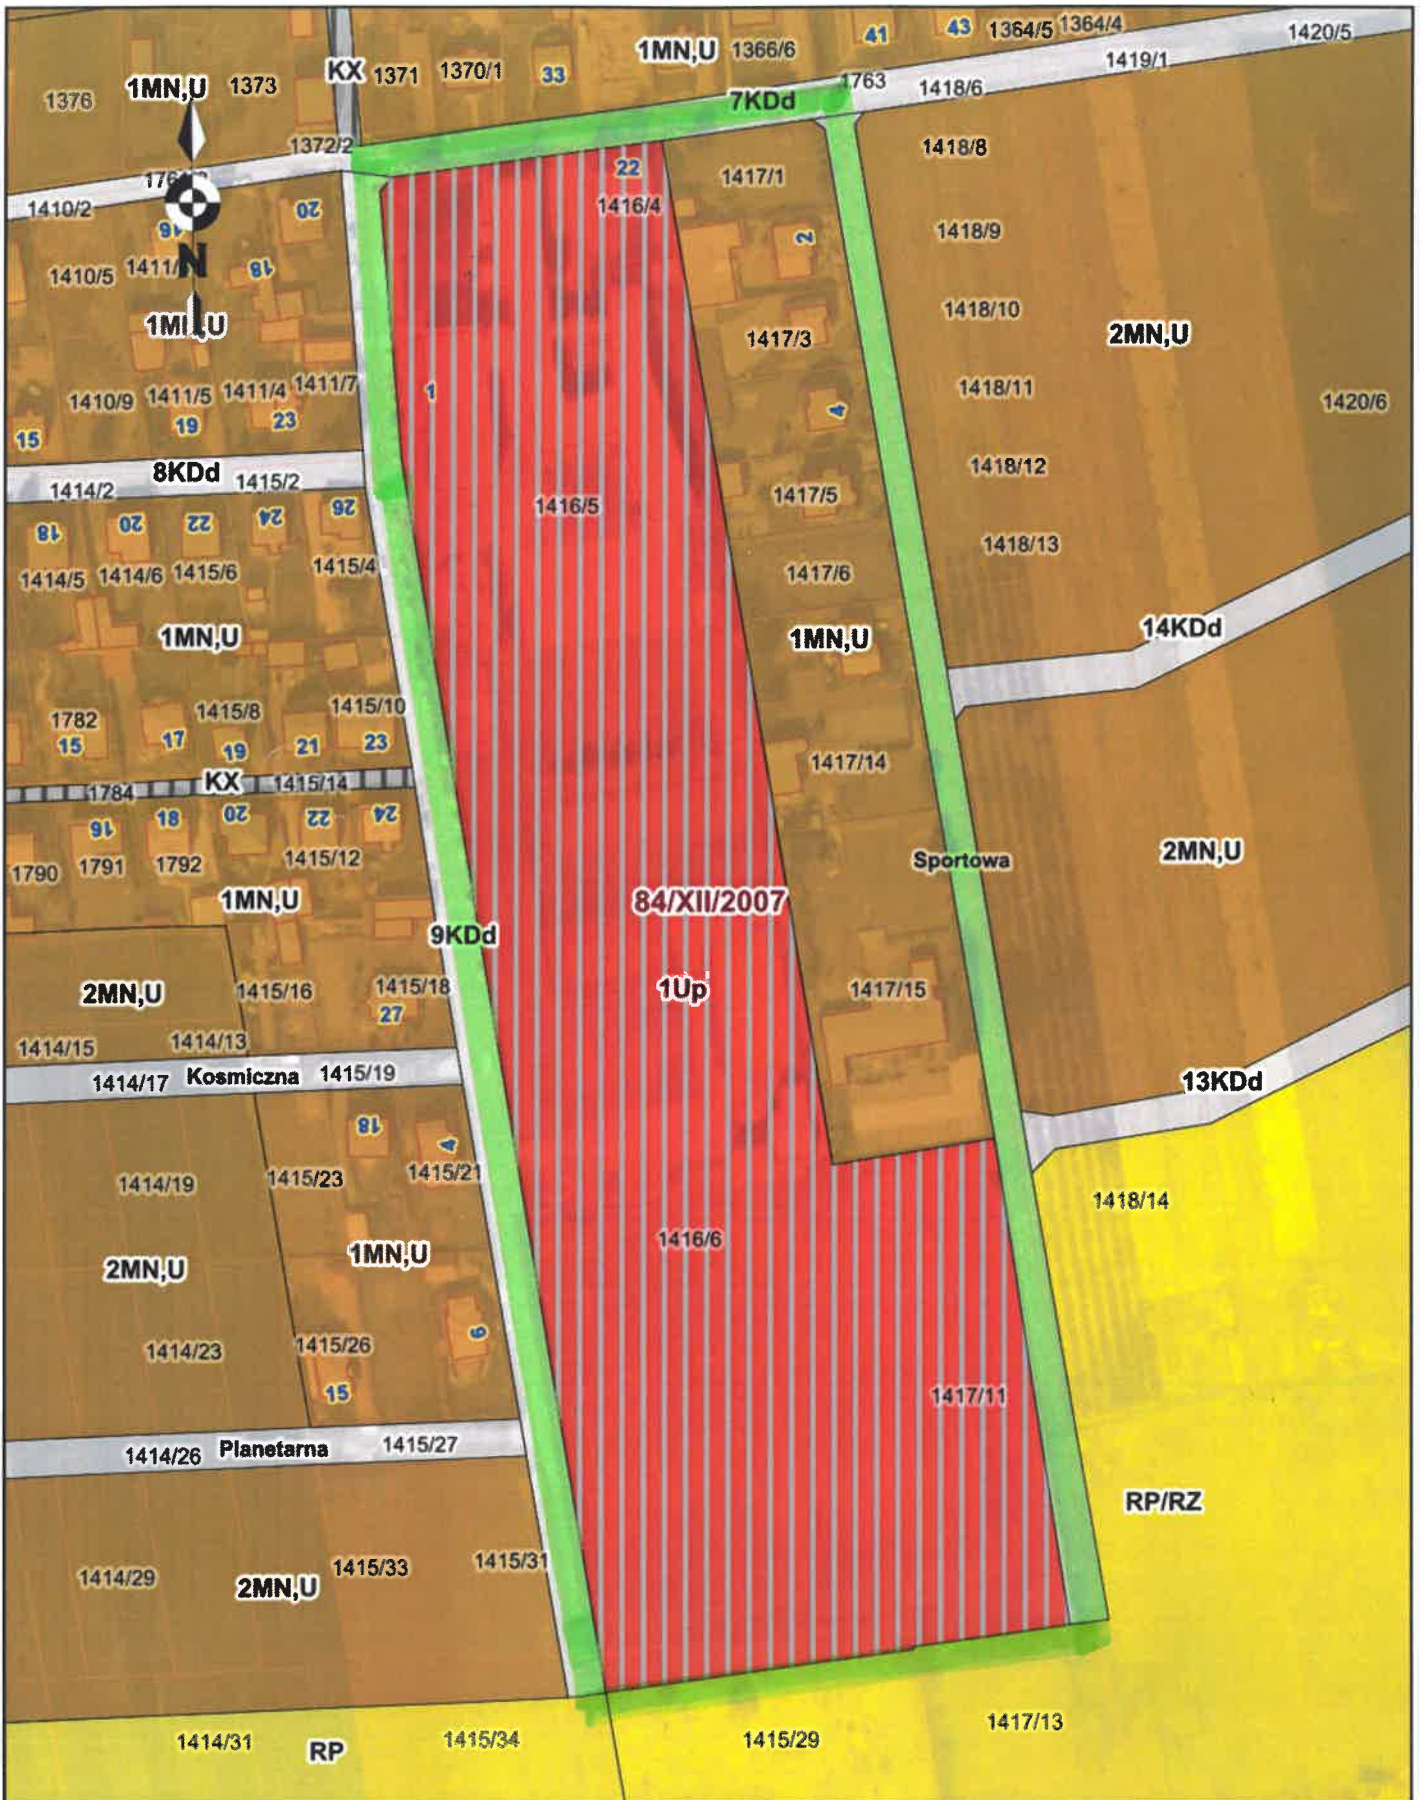 1MN,U 1366/6 41 43 1364/5 1364/4 1420/5
1376 1MN,U 1373 KX 1371 1370/1 33 1419/1
7KDd 1763 1418/6
1372/2
1418/8
22 1417/1
1410/2 20 1416/4
2 1418/9
N
1410/5 18
1418/10
1417/3 2MN,U
1410/9 1411/5 1411/4 1411/7 1 1418/11
15 19 23 4 1420/6
8KDd
1414/2 1415/2 1418/12
1416/5 1417/5
18 20 22 24 26
1418/13
1414/5 1414/6 1415/6 1415/4 1417/6
1MN,U 1MN,U 14KDd
1782 1415/8 1415/10
15 17 19 21 23
1417/14
KX
1784 1415/14
16 18 20 22 24
1790 1791 1792 1415/12 Sportowa 2MN,U
1MN,U 84/XII/2007
9KDd
2MN,U 1415/16 1415/18 1Up 1417/15
27
1414/15 1414/13
1414/17 Kosmiczna 1415/19 13KDd
18 4
1414/19 1415/23 1415/21 1418/14
1416/6
2MN,U 1MN,U
1414/23 1415/26 6
15 1417/11
1414/26 Planetarna 1415/27
RP/RZ
1414/29 2MN,U 1415/33 1415/31
1414/31 RP 1415/34 1415/29 1417/13